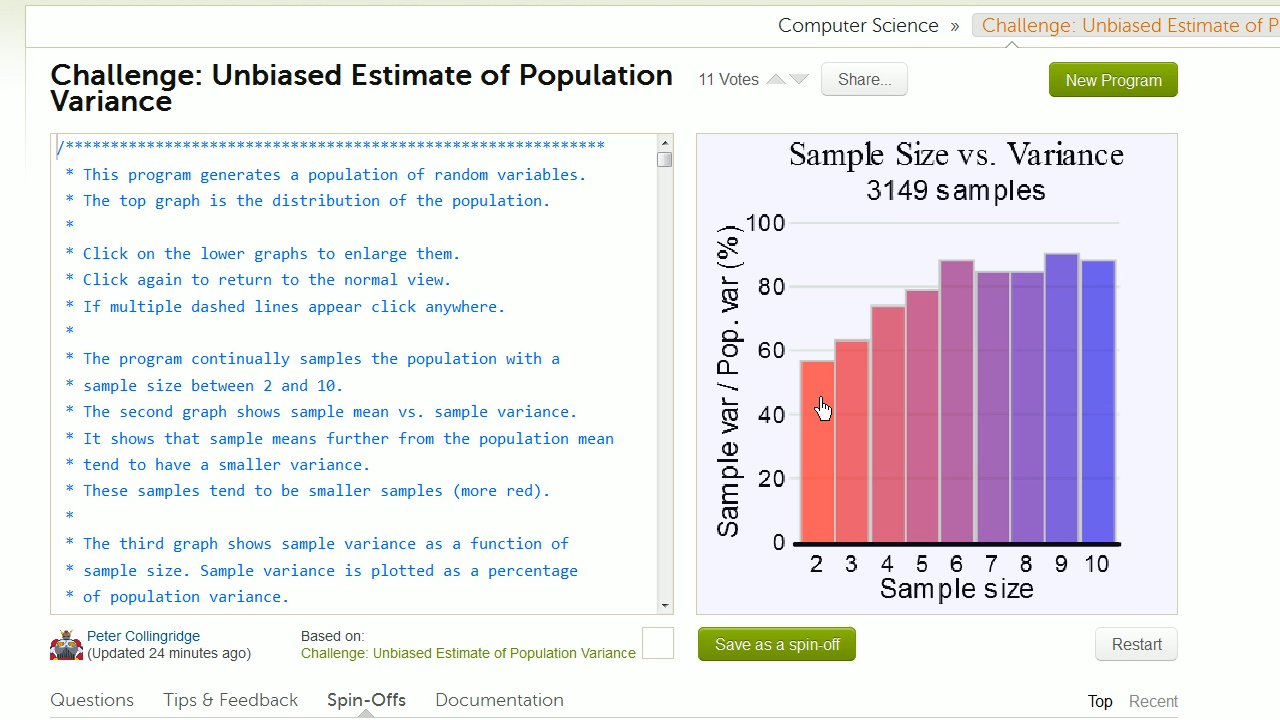 Computer Science » Challenge: Unbiased Estimate of P
Challenge: Unbiased Estimate of Population
Variance
11 Votes
Share...
New Program
/************************************************************
* This program generates a population of random variables.
* The top graph is the distribution of the population.
*
* Click on the lower graphs to enlarge them.
* Click again to return to the normal view.
* If multiple dashed lines appear click anywhere.
*
* The program continually samples the population with a
* sample size between 2 and 10.
* The second graph shows sample mean vs. sample variance.
* It shows that sample means further from the population mean
* tend to have a smaller variance.
* These samples tend to be smaller samples (more red).
*
* The third graph shows sample variance as a function of
* sample size. Sample variance is plotted as a percentage
* of population variance.
Sample Size vs. Variance
3149 samples
Sample var / Pop. var (%)
100
80
60
40
20
0
2 3 4 5 6 7 8 9 10
Sample size
Peter Collingridge
(Updated 24 minutes ago)
Based on:
Challenge: Unbiased Estimate of Population Variance
Save as a spin-off
Restart
Questions Tips & Feedback Spin-Offs Documentation
Top Recent